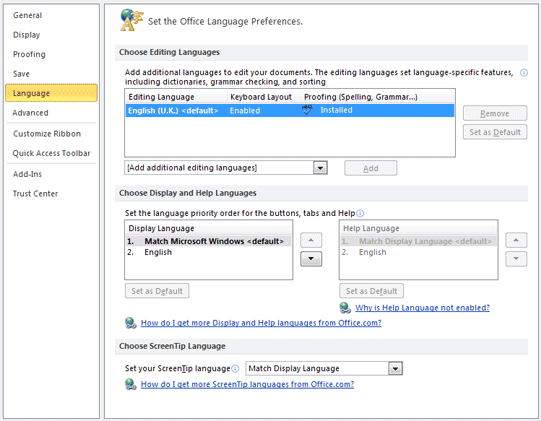 General
Display
Proofing
Save
Language
Advanced
Customize Ribbon
Quick Access Toolbar
Add-Ins
Trust Center
Set the Office Language Preferences.
Choose Editing Languages
Add additional languages to edit your documents. The editing languages set language-specific features,
including dictionaries, grammar checking, and sorting
Editing Language Keyboard Layout Proofing (Spelling, Grammar...)
English (U.K.) <default> Enabled Installed
Remove
Set as Default
[Add additional editing languages] Add
Choose Display and Help Languages
Set the language priority order for the buttons, tabs and Help
Display Language
1. Match Microsoft Windows <default>
2. English
Set as Default
Help Language
1. Match Display Language <default>
2. English
Set as Default
Why is Help Language not enabled?
How do I get more Display and Help languages from Office.com?
Choose ScreenTip Language
Set your ScreenTip language Match Display Language
How do I get more ScreenTip languages from Office.com?